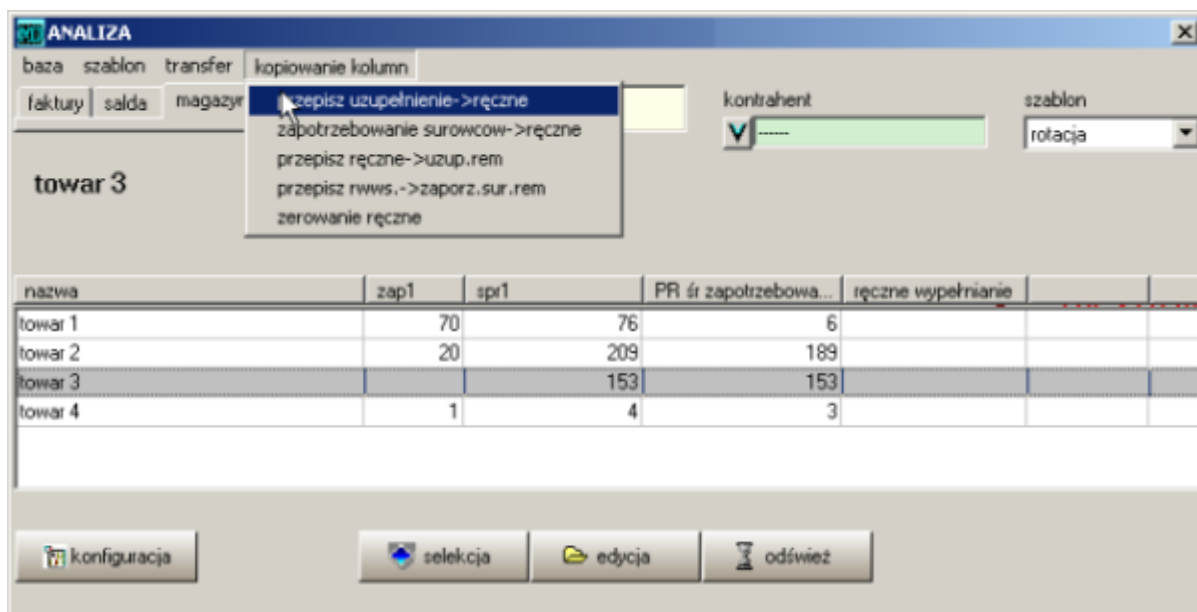 ANALIZA
baza szablon transfer kopiowanie kolumn
faktury salda magazyn
przepisz uzupełnienie->ręczne
zapotrzebowanie surowcow->ręczne
przepisz ręczne->uzup.rem
przepisz rwws.->zaporz.sur.rem
zerowanie ręczne
kontrahent
------
szablon
rotacja
towar 3
nazwa zap1 spr1 PR śr zapotrzebowa... ręczne wypełnianie
towar 1 70 76 6
towar 2 20 209 189
towar 3 153 153
towar 4 1 4 3
konfiguracja selekcja edycja odśwież